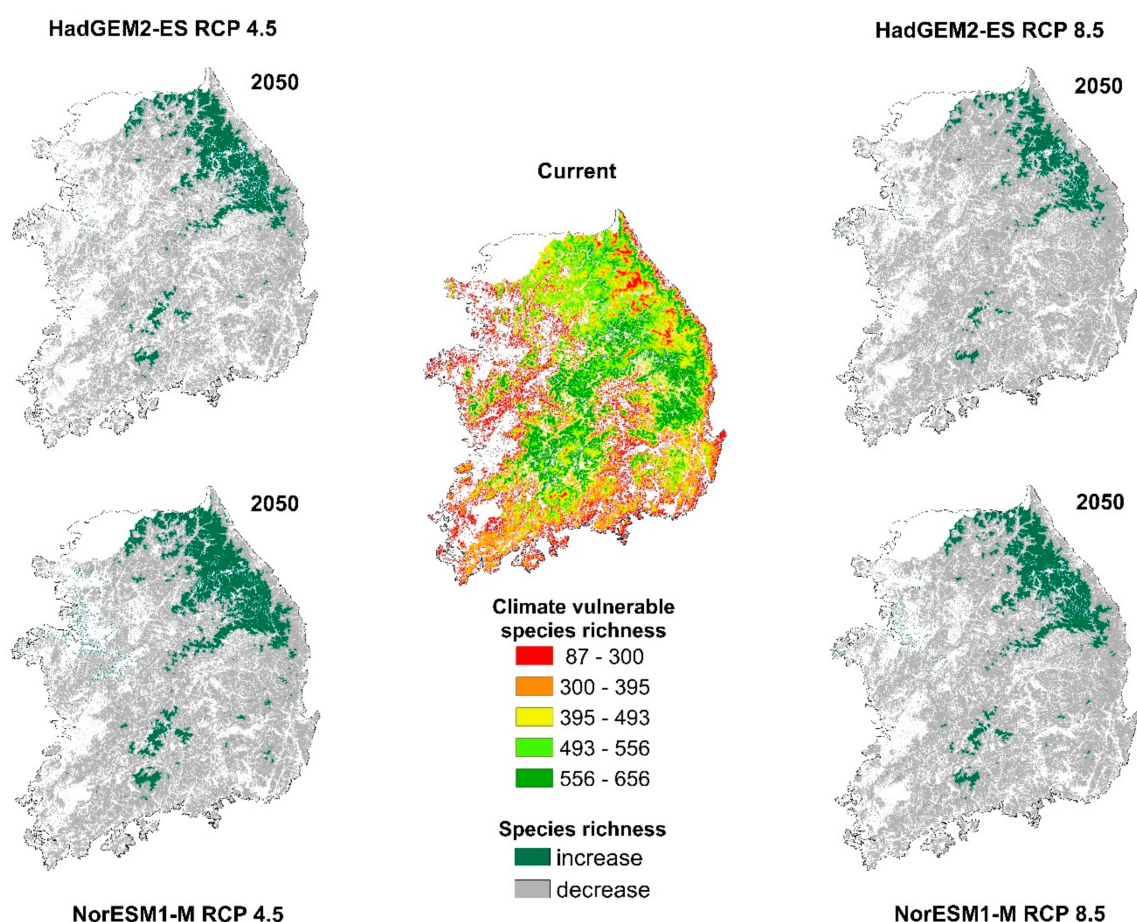 HadGEM2-ES RCP 4.5
HadGEM2-ES RCP 8.5
2050
2050
Current
2050
2050
Climate vulnerable
species richness
87 - 300
300 - 395
395 - 493
493 - 556
556 - 656
Species richness
increase
decrease
NorESM1-M RCP 4.5
NorESM1-M RCP 8.5